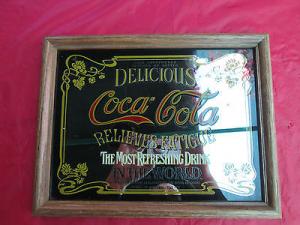 DELICIOUS
Coca-Cola
RELIEVES FATIGUE
THE MOST REFRESHING DRINK
IN THE WORLD